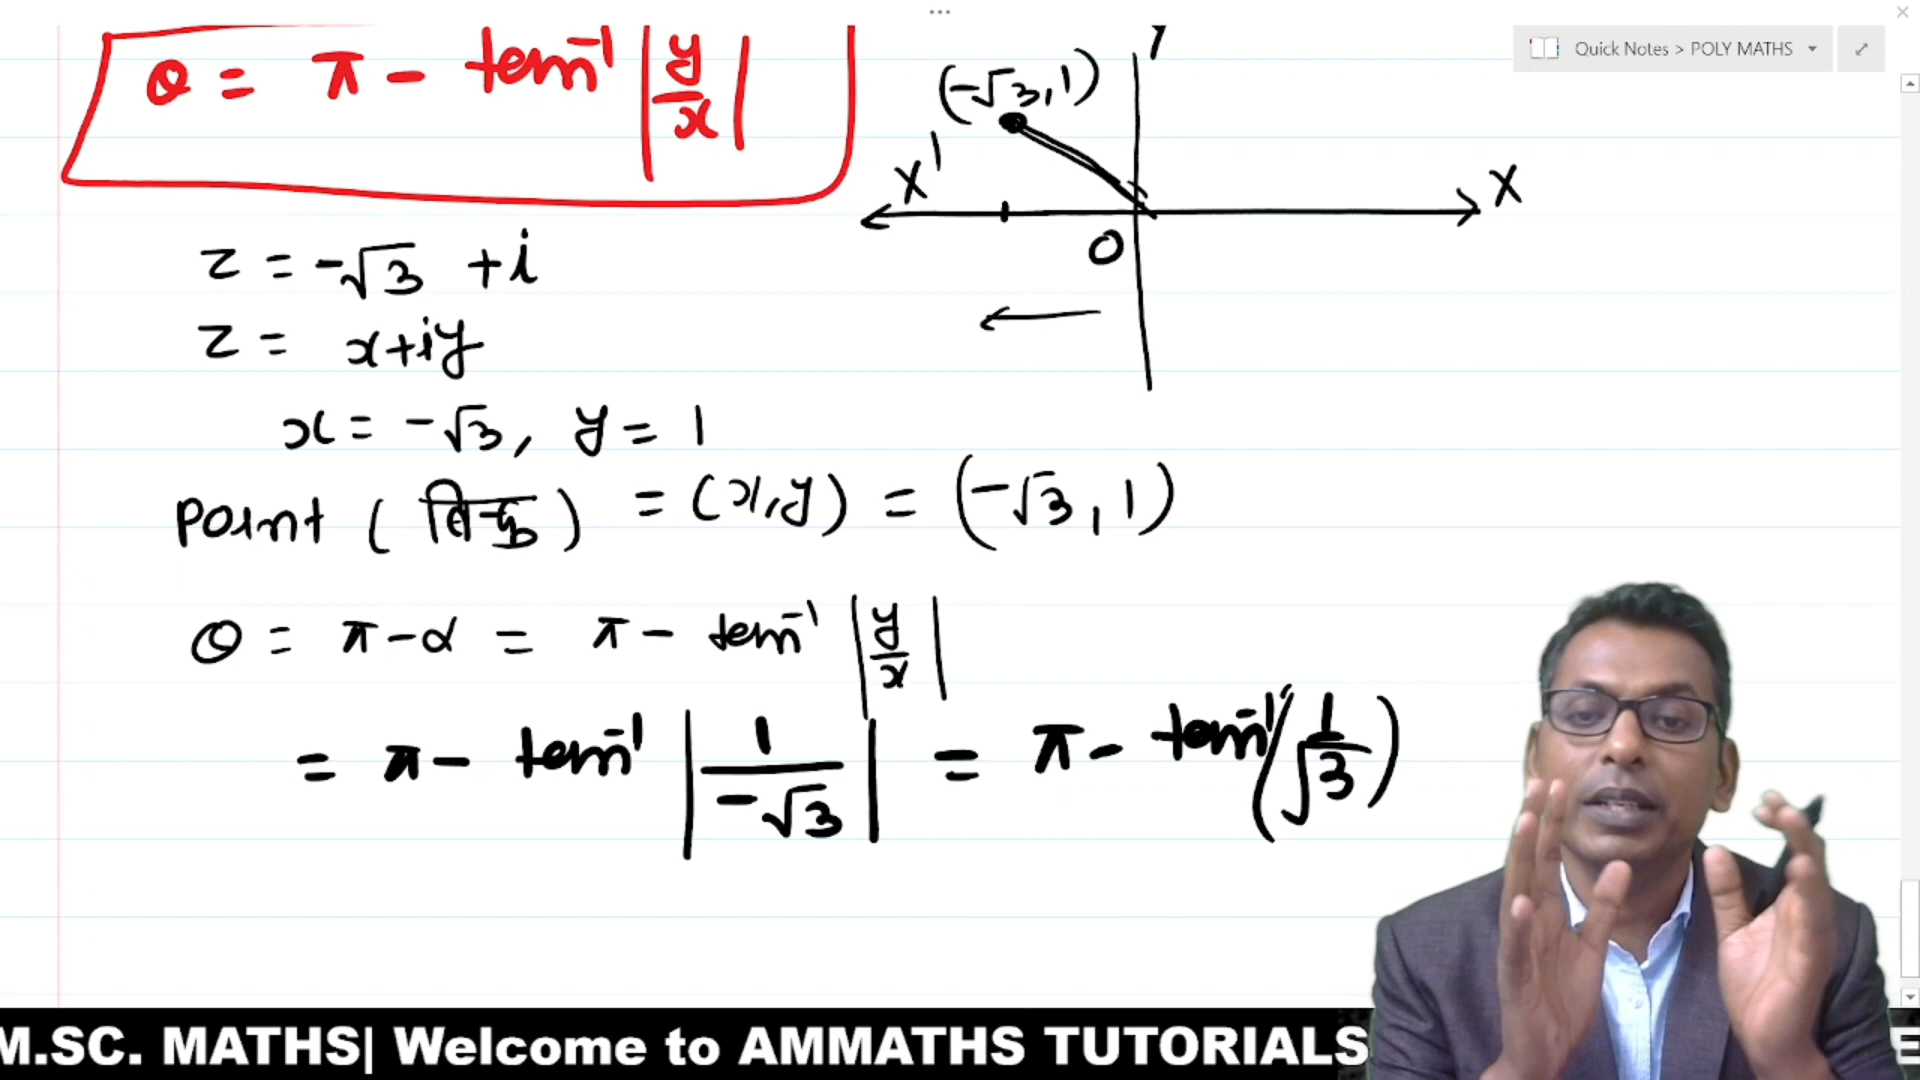 Quick Notes > POLY MATHS
θ = π - tan⁻¹ |y/x|
(-√3, 1)
Y
X'
X
O
z = -√3 + i
z = x+iy
x = -√3, y = 1
Point (बिन्दु) = (x,y) = (-√3, 1)
θ = π-α = π - tan⁻¹ |y/x|
= π - tan⁻¹ |1/-√3| = π - tan⁻¹(1/√3)
M.SC. MATHS| Welcome to AMMATHS TUTORIALS